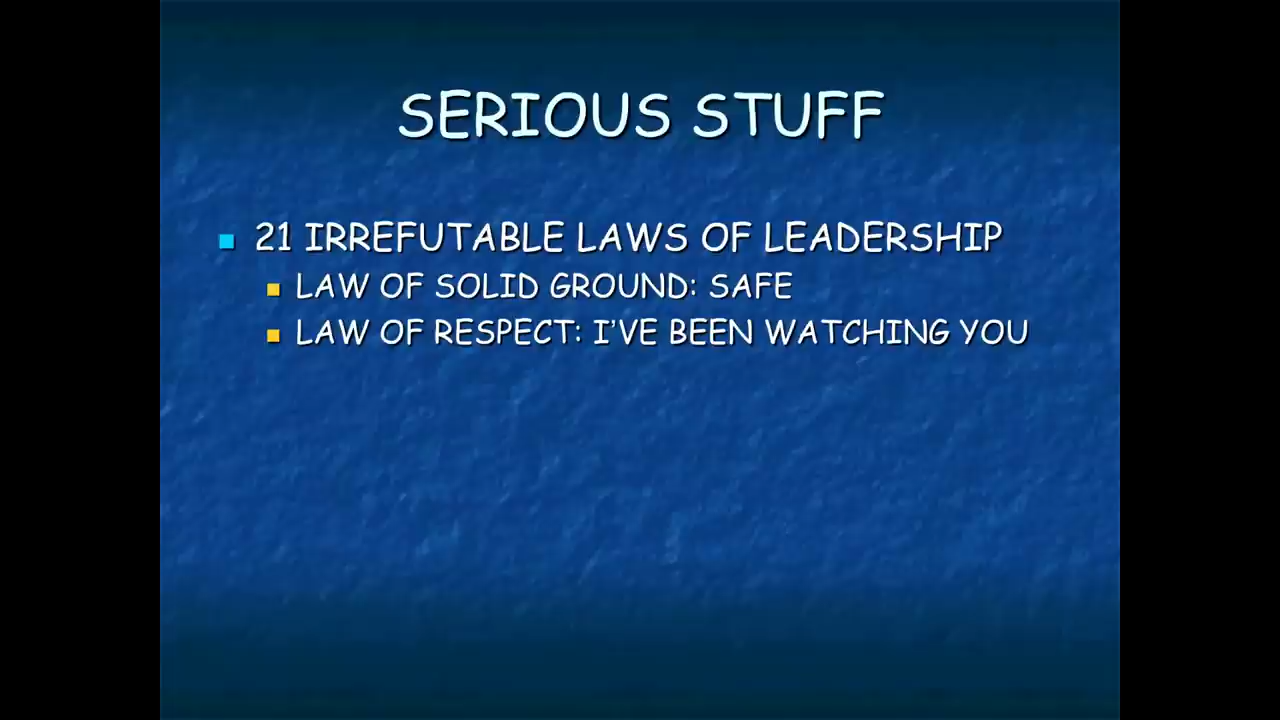 SERIOUS STUFF
21 IRREFUTABLE LAWS OF LEADERSHIP
LAW OF SOLID GROUND: SAFE
LAW OF RESPECT: I’VE BEEN WATCHING YOU